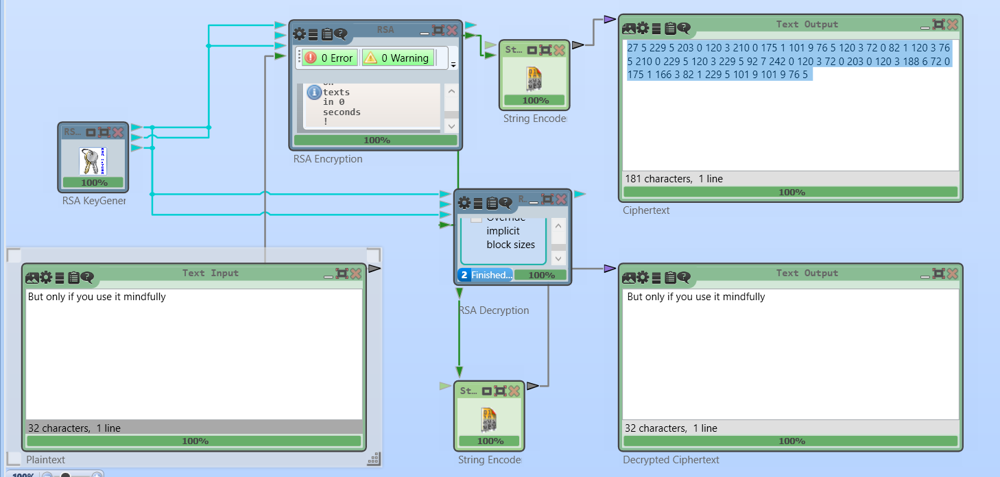 RSA
Text Output
0 Error
0 Warning
St...
27 5 229 5 203 0 120 3 210 0 175 1 101 9 76 5 120 3 72 0 82 1 120 3 76
5 210 0 229 5 120 3 229 5 92 7 242 0 120 3 72 0 203 0 120 3 188 6 72 0
175 1 166 3 82 1 229 5 101 9 101 9 76 5
texts
in 0
seconds
!
100%
100%
String Encode
RS...
100%
RSA Encryption
181 characters, 1 line
100%
100%
RSA KeyGener
Ciphertext
R..
Override
implicit
block sizes
2 Finished...
100%
Text Input
Text Output
But only if you use it mindfully
But only if you use it mindfully
RSA Decryption
St...
32 characters, 1 line
32 characters, 1 line
100%
100%
100%
Plaintext
String Encode
Decrypted Ciphertext
100%